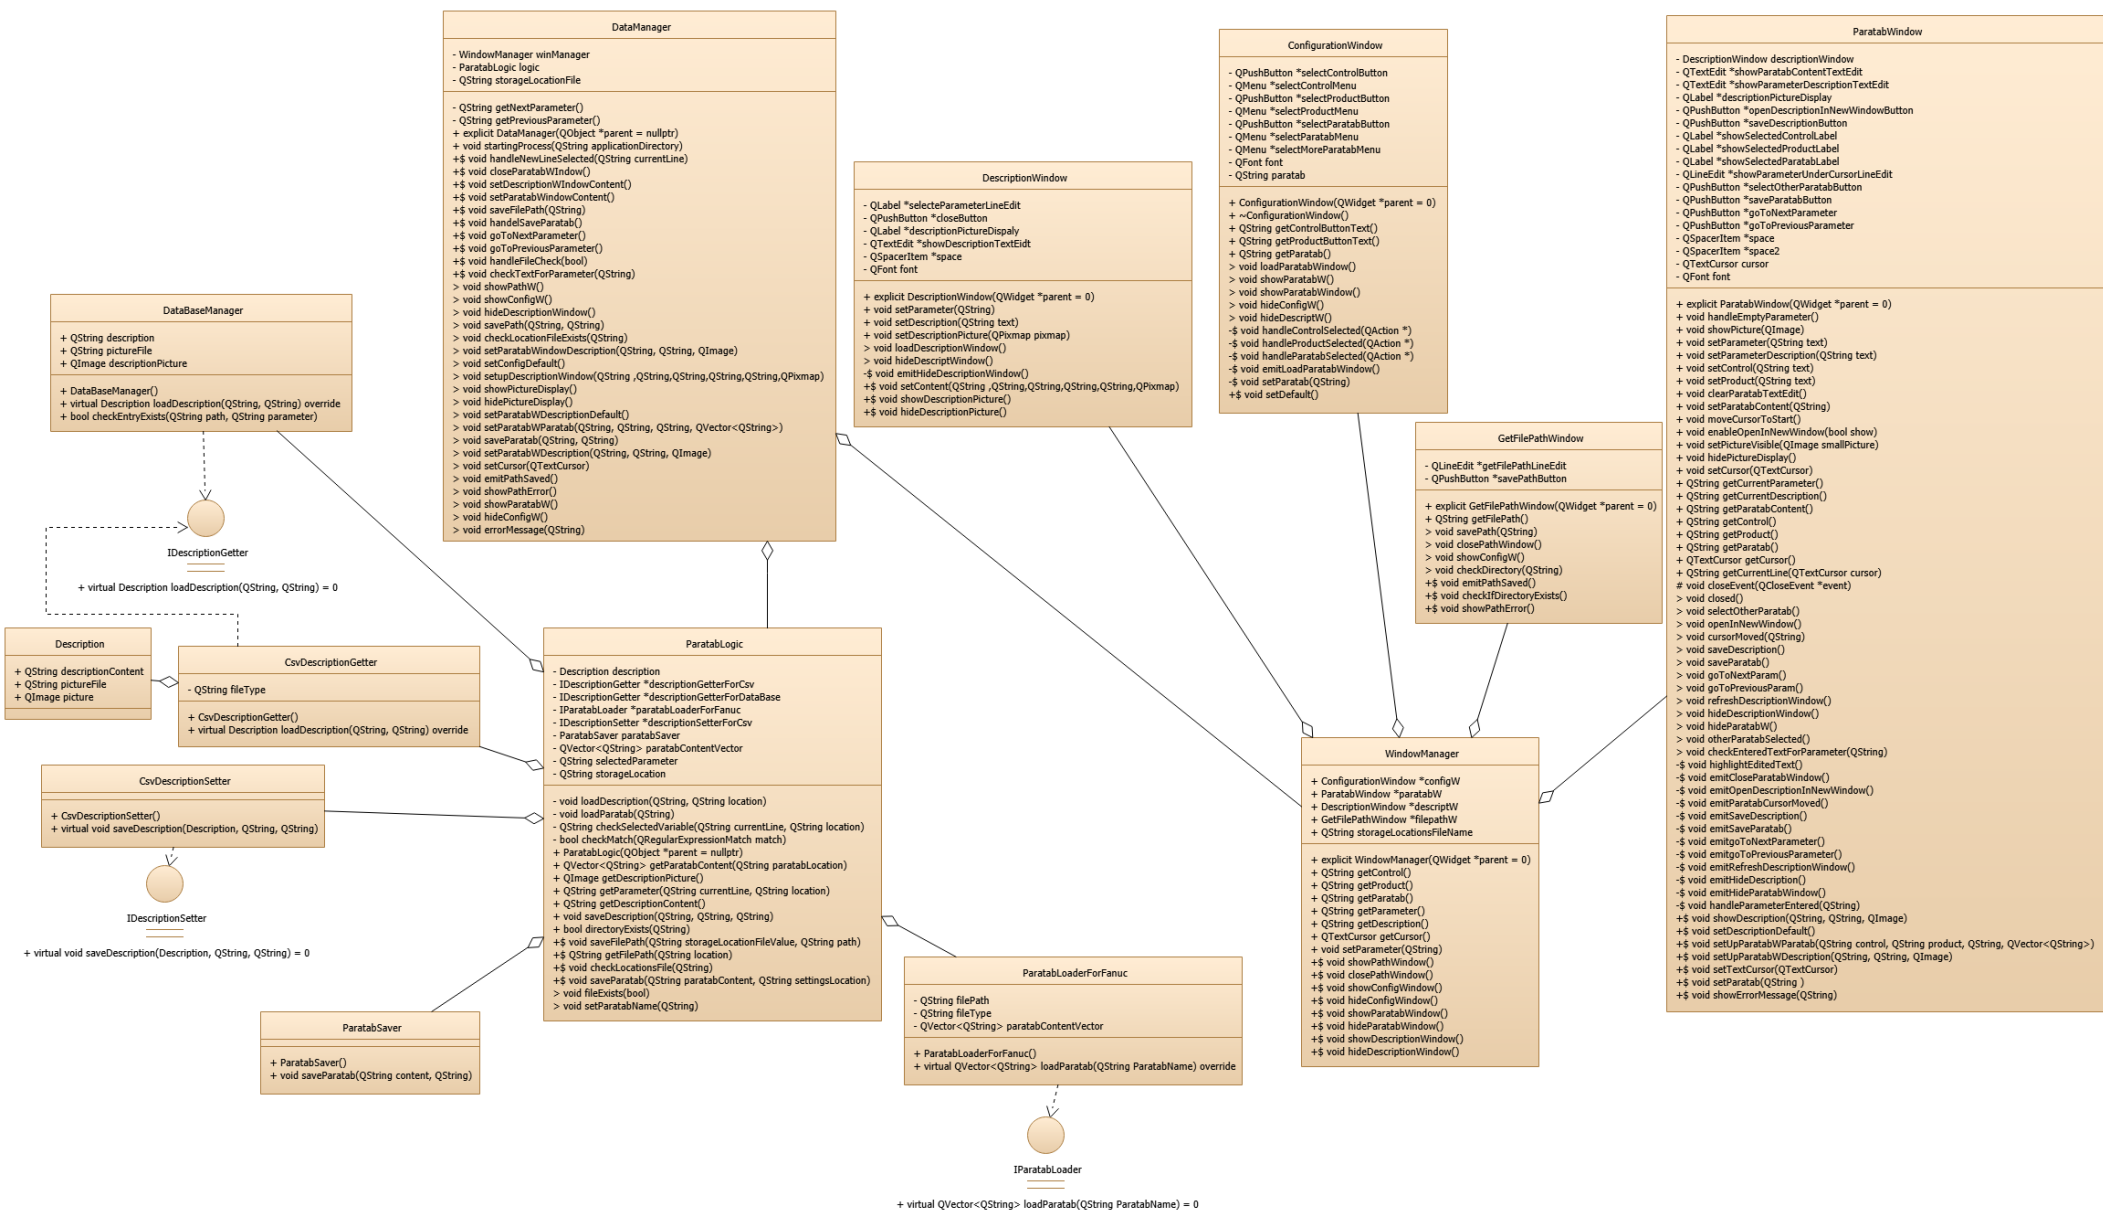 DataManager
- WindowManager winManager
- ParatabLogic logic
- QString storageLocationFile
- QString getNextParameter()
- QString getPreviousParameter()
+ explicit DataManager(QObject *parent = nullptr)
+ void startingProcess(QString applicationDirectory)
+$ void handleNewLineSelected(QString currentLine)
+$ void closeParatabWIndow()
+$ void setDescriptionWIndowContent()
+$ void setParatabWindowContent()
+$ void saveFilePath(QString)
+$ void handelSaveParatab()
+$ void goToNextParameter()
+$ void goToPreviousParameter()
+$ void handleFileCheck(bool)
+$ void checkTextForParameter(QString)
> void showPathW()
> void showConfigW()
> void hideDescriptionWindow()
> void savePath(QString, QString)
> void checkLocationFileExists(QString)
> void setParatabWindowDescription(QString, QString, QImage)
> void setConfigDefault()
> void setupDescriptionWindow(QString ,QString,QString,QString,QString,QPixmap)
> void showPictureDisplay()
> void hidePictureDisplay()
> void setParatabWDescriptionDefault()
> void setParatabWParatab(QString, QString, QString, QVector<QString>)
> void saveParatab(QString, QString)
> void setParatabWDescription(QString, QString, QImage)
> void setCursor(QTextCursor)
> void emitPathSaved()
> void showPathError()
> void showParatabW()
> void hideConfigW()
> void errorMessage(QString)
DescriptionWindow
- QLabel *selecteParameterLineEdit
- QPushButton *closeButton
- QLabel *descriptionPictureDispaly
- QTextEdit *showDescriptionTextEidt
- QSpacerItem *space
- QFont font
+ explicit DescriptionWindow(QWidget *parent = 0)
+ void setParameter(QString)
+ void setDescription(QString text)
+ void setDescriptionPicture(QPixmap pixmap)
> void loadDescriptionWindow()
> void hideDescriptWindow()
-$ void emitHideDescriptionWindow()
+$ void setContent(QString ,QString,QString,QString,QString,QPixmap)
+$ void showDescriptionPicture()
+$ void hideDescriptionPicture()
ConfigurationWindow
- QPushButton *selectControlButton
- QMenu *selectControlMenu
- QPushButton *selectProductButton
- QMenu *selectProductMenu
- QPushButton *selectParatabButton
- QMenu *selectParatabMenu
- QMenu *selectMoreParatabMenu
- QFont font
- QString paratab
+ ConfigurationWindow(QWidget *parent = 0)
+ ~ConfigurationWindow()
+ QString getControlButtonText()
+ QString getProductButtonText()
+ QString getParatab()
> void loadParatabWindow()
> void showParatabW()
> void showParatabWindow()
> void hideConfigW()
> void hideDescriptW()
-$ void handleControlSelected(QAction *)
-$ void handleProductSelected(QAction *)
-$ void handleParatabSelected(QAction *)
-$ void emitLoadParatabWindow()
-$ void setParatab(QString)
+$ void setDefault()
GetFilePathWindow
- QLineEdit *getFilePathLineEdit
- QPushButton *savePathButton
+ explicit GetFilePathWindow(QWidget *parent = 0)
+ QString getFilePath()
> void savePath(QString)
> void closePathWindow()
> void showConfigW()
> void checkDirectory(QString)
+$ void emitPathSaved()
+$ void checkIfDirectoryExists()
+$ void showPathError()
ParatabWindow
- DescriptionWindow descriptionWindow
- QTextEdit *showParatabContentTextEdit
- QTextEdit *showParameterDescriptionTextEdit
- QLabel *descriptionPictureDisplay
- QPushButton *openDescriptionInNewWindowButton
- QPushButton *saveDescriptionButton
- QLabel *showSelectedControlLabel
- QLabel *showSelectedProductLabel
- QLabel *showSelectedParatabLabel
- QLineEdit *showParameterUnderCursorLineEdit
- QPushButton *selectOtherParatabButton
- QPushButton *saveParatabButton
- QPushButton *goToNextParameter
- QPushButton *goToPreviousParameter
- QSpacerItem *space
- QSpacerItem *space2
- QTextCursor cursor
- QFont font
+ explicit ParatabWindow(QWidget *parent = 0)
+ void handleEmptyParameter()
+ void showPicture(QImage)
+ void setParameter(QString text)
+ void setParameterDescription(QString text)
+ void setControl(QString text)
+ void setProduct(QString text)
+ void clearParatabTextEdit()
+ void setParatabContent(QString)
+ void moveCursorToStart()
+ void enableOpenInNewWindow(bool show)
+ void setPictureVisible(QImage smallPicture)
+ void hidePictureDisplay()
+ void setCursor(QTextCursor)
+ QString getCurrentParameter()
+ QString getCurrentDescription()
+ QString getParatabContent()
+ QString getControl()
+ QString getProduct()
+ QString getParatab()
+ QTextCursor getCursor()
+ QString getCurrentLine(QTextCursor cursor)
# void closeEvent(QCloseEvent *event)
> void closed()
> void selectOtherParatab()
> void openInNewWindow()
> void cursorMoved(QString)
> void saveDescription()
> void saveParatab()
> void goToNextParam()
> void goToPreviousParam()
> void refreshDescriptionWindow()
> void hideDescriptionWindow()
> void hideParatabW()
> void otherParatabSelected()
> void checkEnteredTextForParameter(QString)
-$ void highlightEditedText()
-$ void emitCloseParatabWindow()
-$ void emitOpenDescriptionInNewWindow()
-$ void emitParatabCursorMoved()
-$ void emitSaveDescription()
-$ void emitSaveParatab()
-$ void emitgoToNextParameter()
-$ void emitgoToPreviousParameter()
-$ void emitRefreshDescriptionWindow()
-$ void emitHideDescription()
-$ void emitHideParatabWindow()
-$ void handleParameterEntered(QString)
+$ void showDescription(QString, QString, QImage)
+$ void setDescriptionDefault()
+$ void setUpParatabWParatab(QString control, QString product, QString, QVector<QString>)
+$ void setUpParatabWDescription(QString, QString, QImage)
+$ void setTextCursor(QTextCursor)
+$ void setParatab(QString )
+$ void showErrorMessage(QString)
DataBaseManager
+ QString description
+ QString pictureFile
+ QImage descriptionPicture
+ DataBaseManager()
+ virtual Description loadDescription(QString, QString) override
+ bool checkEntryExists(QString path, QString parameter)
IDescriptionGetter
+ virtual Description loadDescription(QString, QString) = 0
Description
+ QString descriptionContent
+ QString pictureFile
+ QImage picture
CsvDescriptionGetter
- QString fileType
+ CsvDescriptionGetter()
+ virtual Description loadDescription(QString, QString) override
CsvDescriptionSetter
+ CsvDescriptionSetter()
+ virtual void saveDescription(Description, QString, QString)
IDescriptionSetter
+ virtual void saveDescription(Description, QString, QString) = 0
ParatabLogic
- Description description
- IDescriptionGetter *descriptionGetterForCsv
- IDescriptionGetter *descriptionGetterForDataBase
- IParatabLoader *paratabLoaderForFanuc
- IDescriptionSetter *descriptionSetterForCsv
- ParatabSaver paratabSaver
- QVector<QString> paratabContentVector
- QString selectedParameter
- QString storageLocation
- void loadDescription(QString, QString location)
- void loadParatab(QString)
- QString checkSelectedVariable(QString currentLine, QString location)
- bool checkMatch(QRegularExpressionMatch match)
+ ParatabLogic(QObject *parent = nullptr)
+ QVector<QString> getParatabContent(QString paratabLocation)
+ QImage getDescriptionPicture()
+ QString getParameter(QString currentLine, QString location)
+ QString getDescriptionContent()
+ void saveDescription(QString, QString, QString)
+ bool directoryExists(QString)
+$ void saveFilePath(QString storageLocationFileValue, QString path)
+$ QString getFilePath(QString location)
+$ void checkLocationsFile(QString)
+$ void saveParatab(QString paratabContent, QString settingsLocation)
> void fileExists(bool)
> void setParatabName(QString)
ParatabSaver
+ ParatabSaver()
+ void saveParatab(QString content, QString)
ParatabLoaderForFanuc
- QString filePath
- QString fileType
- QVector<QString> paratabContentVector
+ ParatabLoaderForFanuc()
+ virtual QVector<QString> loadParatab(QString ParatabName) override
IParatabLoader
+ virtual QVector<QString> loadParatab(QString ParatabName) = 0
WindowManager
+ ConfigurationWindow *configW
+ ParatabWindow *paratabW
+ DescriptionWindow *descriptW
+ GetFilePathWindow *filepathW
+ QString storageLocationsFileName
+ explicit WindowManager(QWidget *parent = 0)
+ QString getControl()
+ QString getProduct()
+ QString getParatab()
+ QString getParameter()
+ QString getDescription()
+ QTextCursor getCursor()
+ void setParameter(QString)
+$ void showPathWindow()
+$ void closePathWindow()
+$ void showConfigWindow()
+$ void hideConfigWindow()
+$ void showParatabWindow()
+$ void hideParatabWindow()
+$ void showDescriptionWindow()
+$ void hideDescriptionWindow()